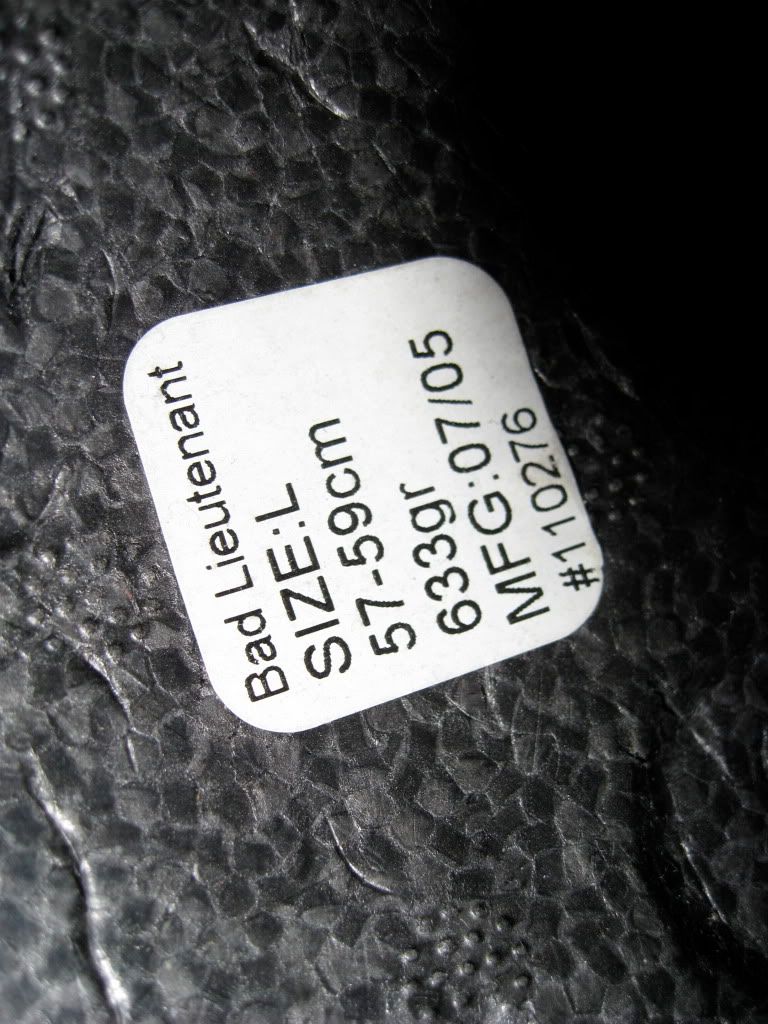 Bad Lieutenant
SIZE:L
57-59cm
633gr
MFG:07/05
#110276